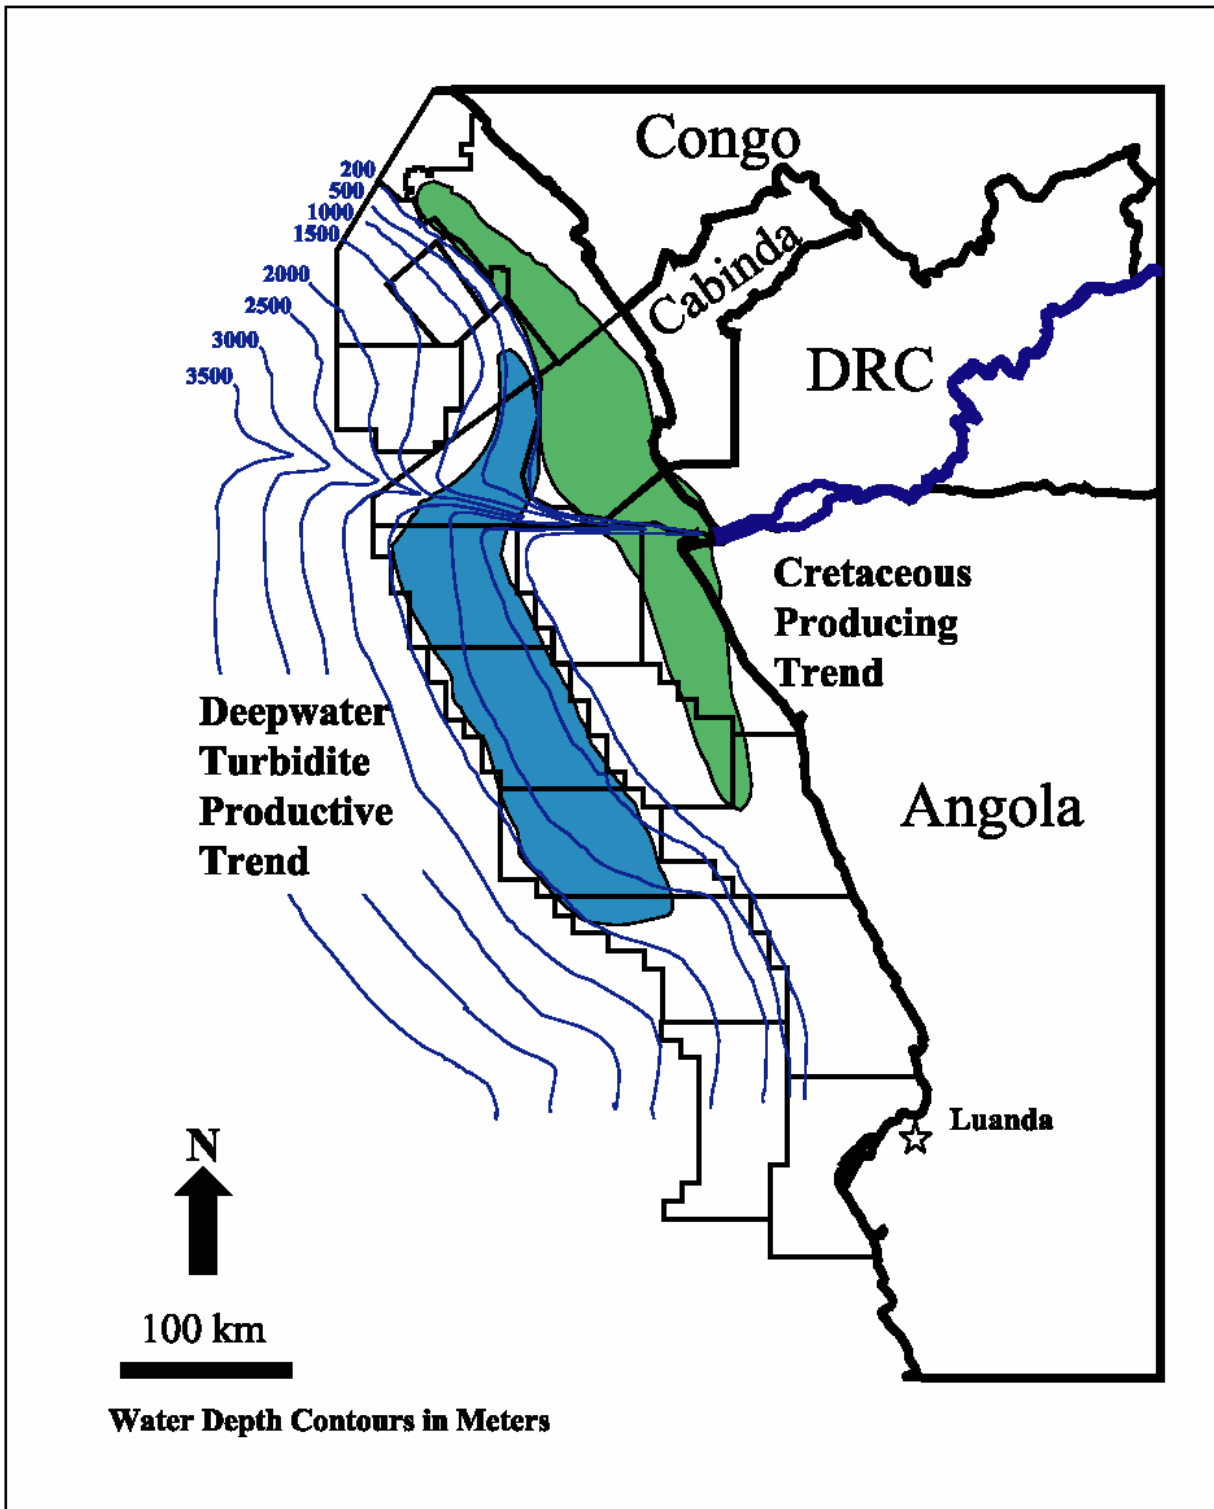 Congo
Cabinda
200
500
1000
1500
2000
2500
3000
3500
DRC
Cretaceous
Producing
Trend
Deepwater
Turbidite
Productive
Trend
Angola
Luanda
N
100 km
Water Depth Contours in Meters